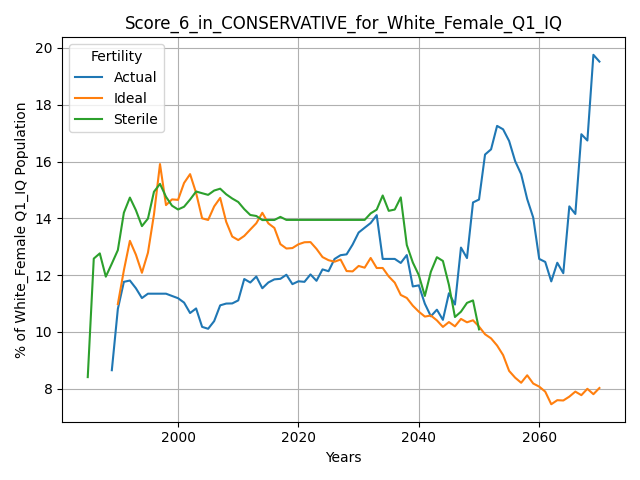 Score_6_in_CONSERVATIVE_for_White_Female_Q1_IQ
Fertility
Actual
Ideal
Sterile
% of White_Female Q1_IQ Population
20
18
16
14
12
10
8
2000
2020
2040
2060
Years